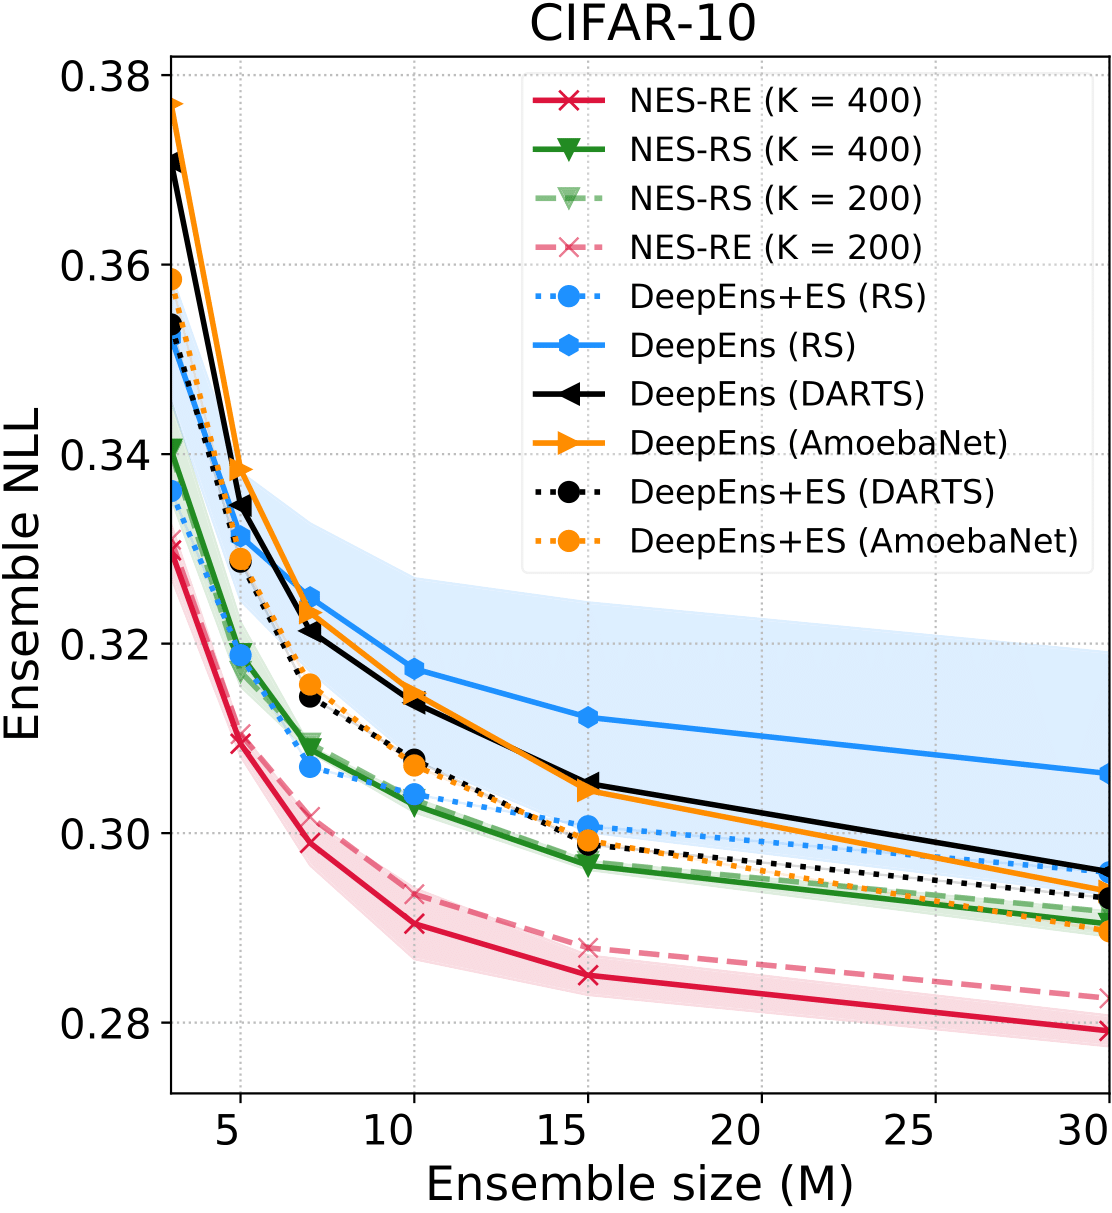 CIFAR-10
Ensemble NLL
0.38
0.36
0.34
0.32
0.30
0.28
NES-RE (K = 400)
NES-RS (K = 400)
NES-RS (K = 200)
NES-RE (K = 200)
DeepEns+ES (RS)
DeepEns (RS)
DeepEns (DARTS)
DeepEns (AmoebaNet)
DeepEns+ES (DARTS)
DeepEns+ES (AmoebaNet)
5 10 15 20 25 30
Ensemble size (M)